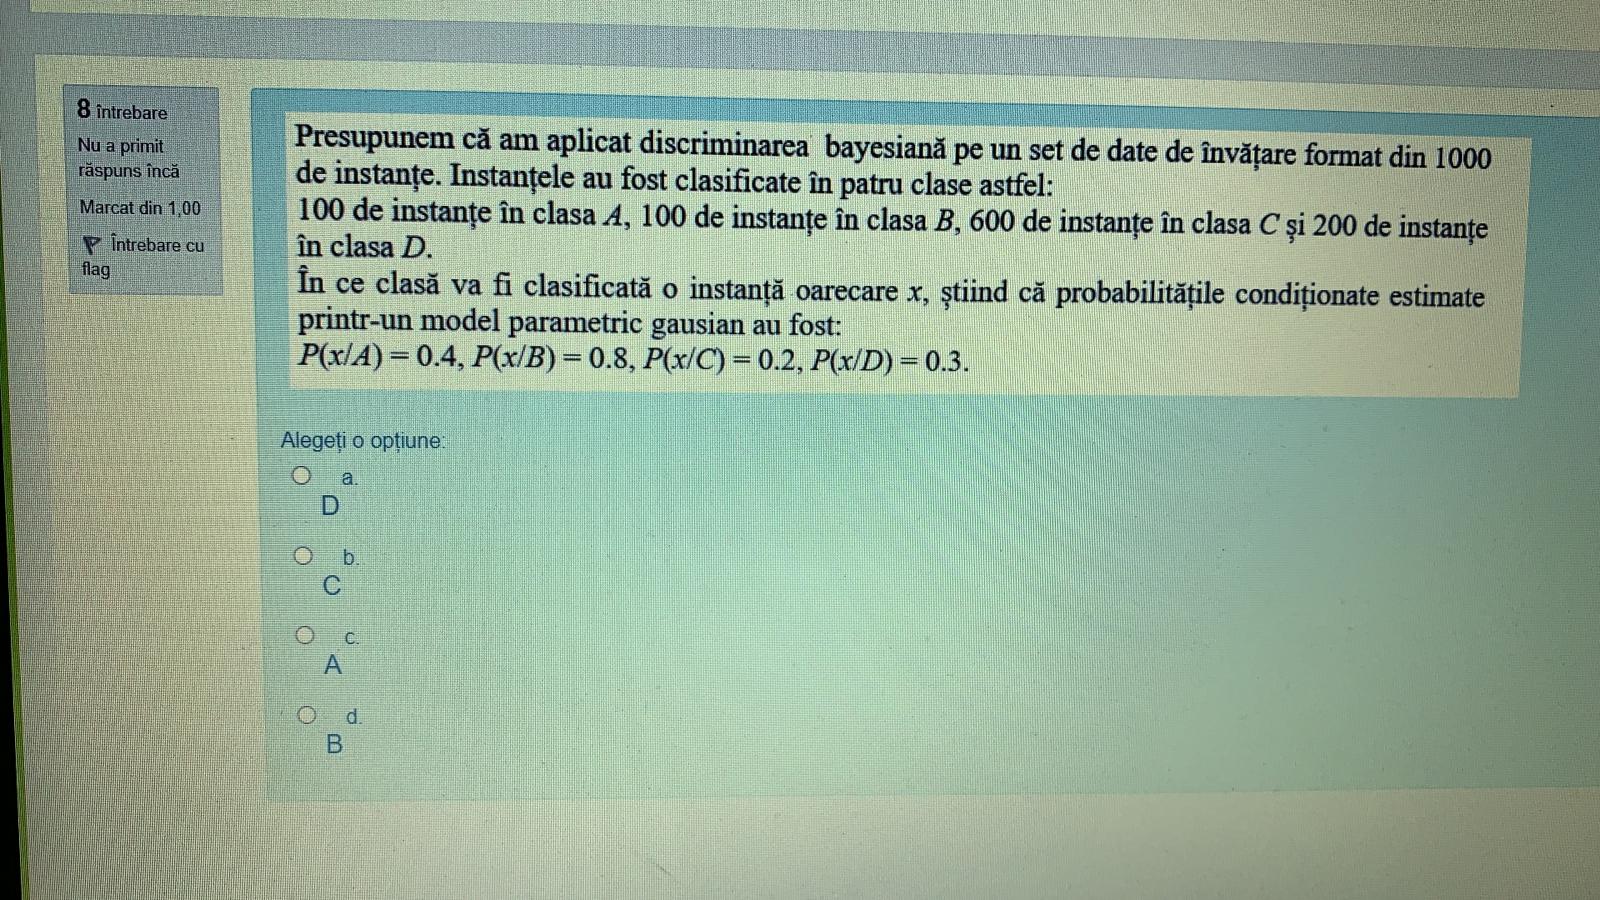 8 întrebare
Nu a primit
răspuns încă
Marcat din 1,00
Întrebare cu
flag
Presupunem că am aplicat discriminarea bayesiană pe un set de date de învățare format din 1000
de instanțe. Instanțele au fost clasificate în patru clase astfel:
100 de instanțe în clasa A, 100 de instanțe în clasa B, 600 de instanțe în clasa C și 200 de instanțe
în clasa D.
În ce clasă va fi clasificată o instanță oarecare x, știind că probabilitățile condiționate estimate
printr-un model parametric gausian au fost:
P(x/A) = 0.4, P(x/B) = 0.8, P(x/C) = 0.2, P(x/D) = 0.3.
Alegeți o opțiune:
a.
D
b.
C
c.
A
d.
B